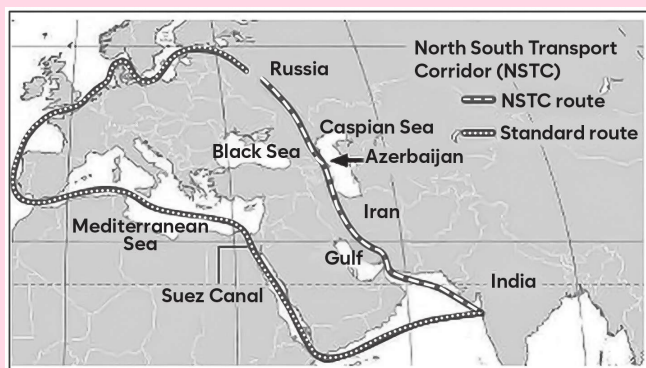 North South Transport
Corridor (NSTC)
NSTC route
Standard route
Russia
Caspian Sea
Black Sea
Azerbaijan
Iran
Mediterranean
Sea
Gulf
India
Suez Canal